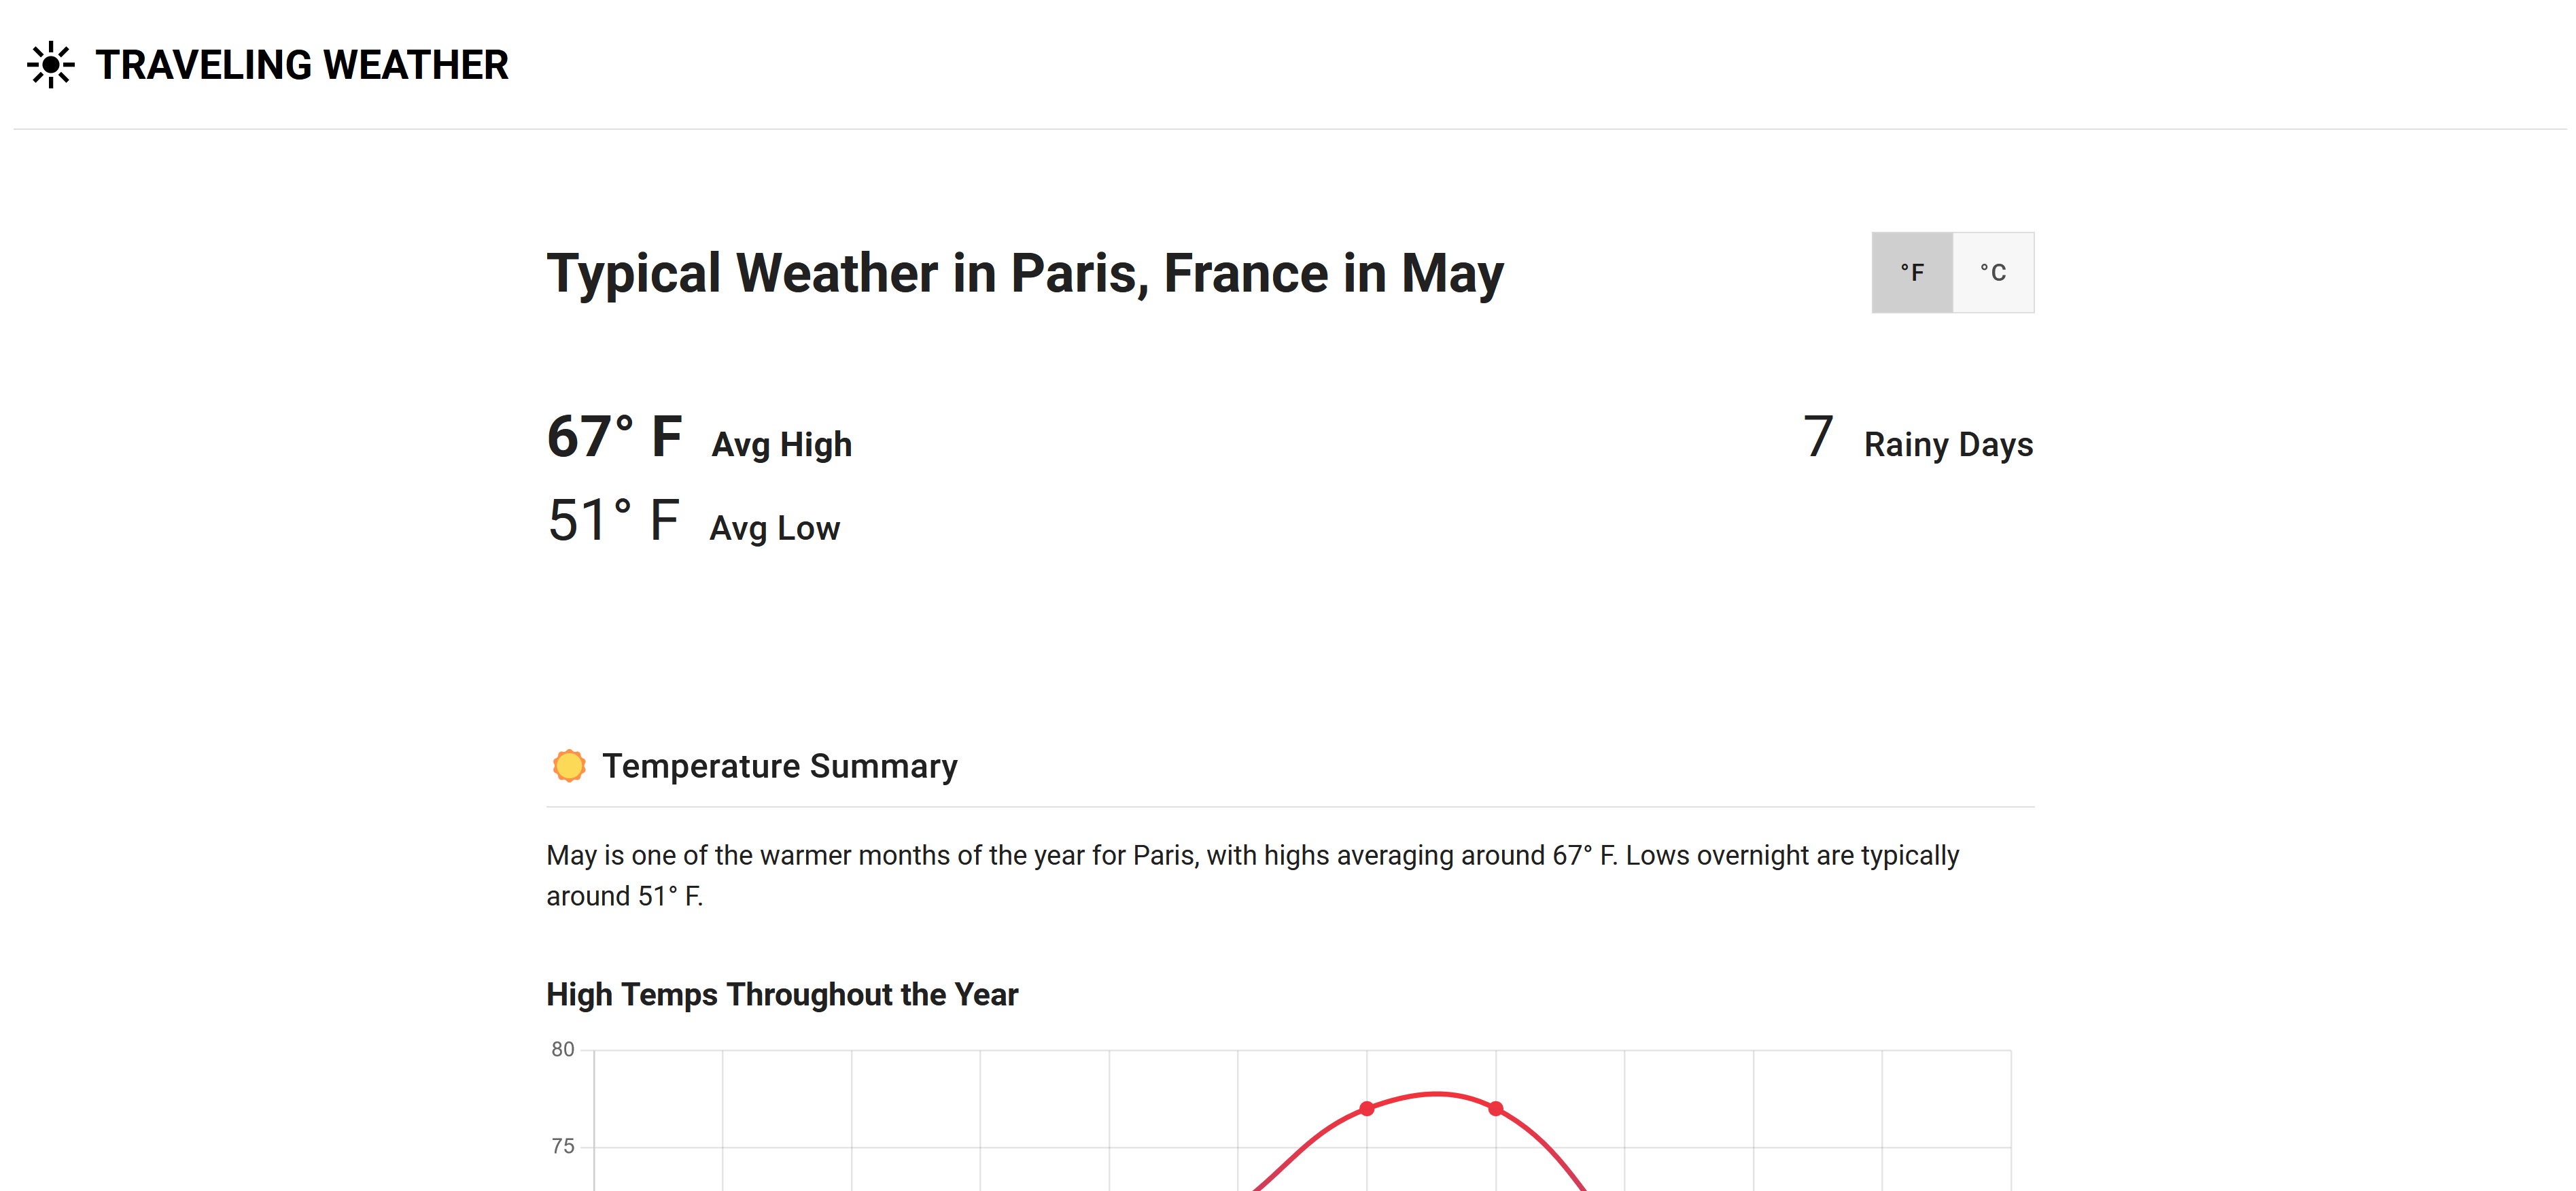 TRAVELING WEATHER
Typical Weather in Paris, France in May
°F °C
67° F Avg High
7 Rainy Days
51° F Avg Low
Temperature Summary
May is one of the warmer months of the year for Paris, with highs averaging around 67° F. Lows overnight are typically
around 51° F.
High Temps Throughout the Year
80
75